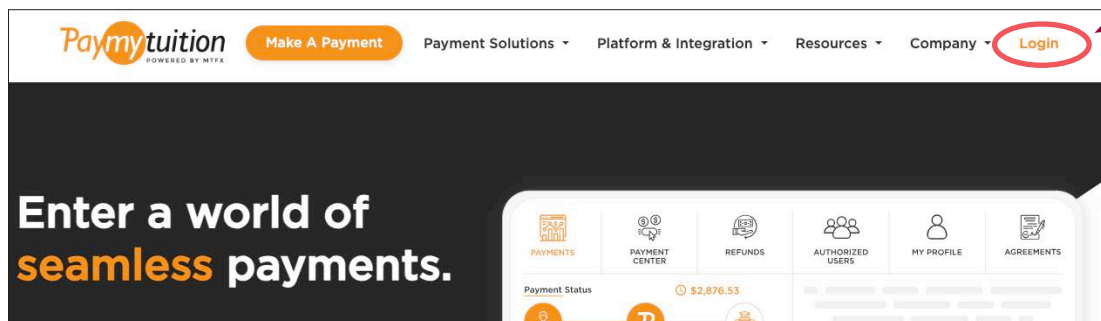 Paymytuition
POWERED BY MTFX
Make A Payment
Payment Solutions
Platform & Integration
Resources
Company
Login
Enter a world of
seamless payments.
PAYMENTS
PAYMENT
CENTER
REFUNDS
AUTHORIZED
USERS
MY PROFILE
AGREEMENTS
Payment Status
$2,876.53